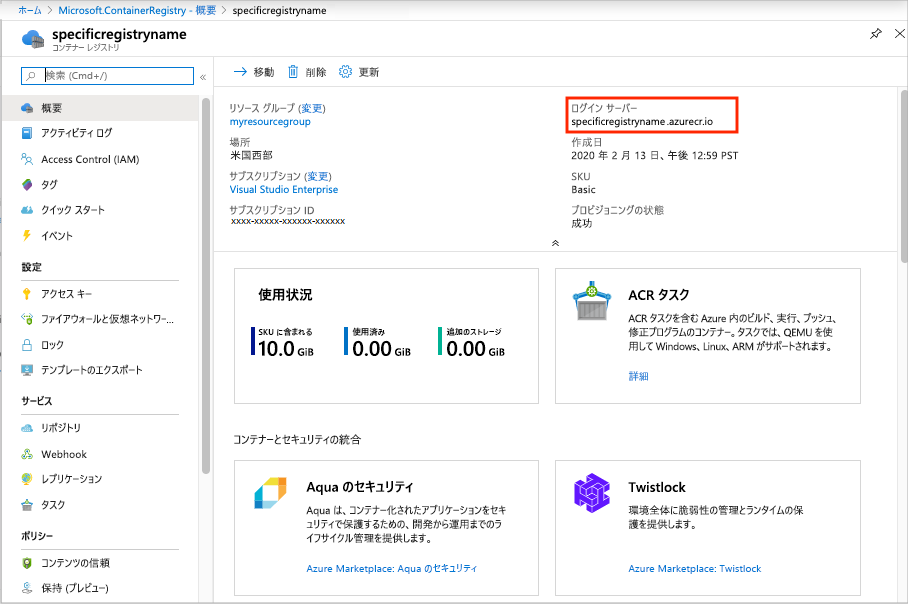 ホーム > Microsoft.ContainerRegistry - 概要 > specificregistryname
specificregistryname
コンテナー レジストリ
検索 (Cmd+/)
概要
アクティビティ ログ
Access Control (IAM)
タグ
クイック スタート
イベント
設定
アクセス キー
ファイアウォールと仮想ネットワー...
ロック
テンプレートのエクスポート
サービス
リポジトリ
Webhook
レプリケーション
タスク
ポリシー
コンテンツの信頼
保持 (プレビュー)
移動 削除 更新
リソース グループ (変更)
myresourcegroup
場所
米国西部
サブスクリプション (変更)
Visual Studio Enterprise
サブスクリプション ID
xxxx-xxxxx-xxxxxx-xxxxxx
ログイン サーバー
specificregistryname.azurecr.io
作成日
2020 年 2 月 13 日、午後 12:59 PST
SKU
Basic
プロビジョニングの状態
成功
使用状況
SKU に含まれる
10.0 GiB
使用済み
0.00 GiB
追加のストレージ
0.00 GiB
ACR タスク
ACR タスクを含む Azure 内のビルド、実行、プッシュ、
修正プログラムのコンテナー。タスクでは、QEMU を使
用して Windows、Linux、ARM がサポートされます。
詳細
コンテナーとセキュリティの統合
Aqua のセキュリティ
Aqua は、コンテナー化されたアプリケーションをセキ
ュリティで保護するための、開発から運用までのラ
イフサイクル管理を提供します。
Azure Marketplace: Aqua のセキュリティ
Twistlock
環境全体に脆弱性の管理とランタイムの保
護を提供します。
Azure Marketplace: Twistlock